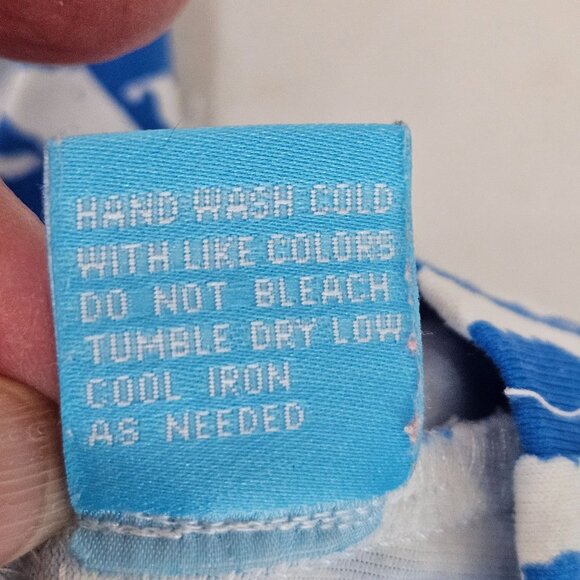 HAND WASH COLD
WITH LIKE COLORS
DO NOT BLEACH
TUMBLE DRY LOW
COOL IRON
AS NEEDED